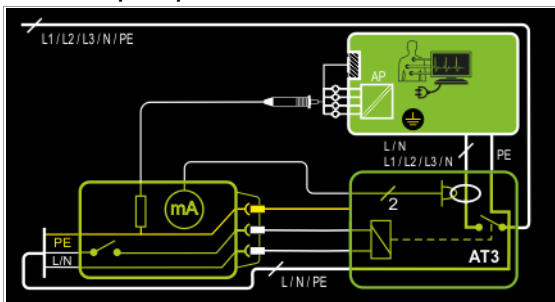 L1/L2/L3/N/PE
AP
L/N
L1/L2/L3/N
PE
mA
2
PE
L/N
AT3
L/N/PE